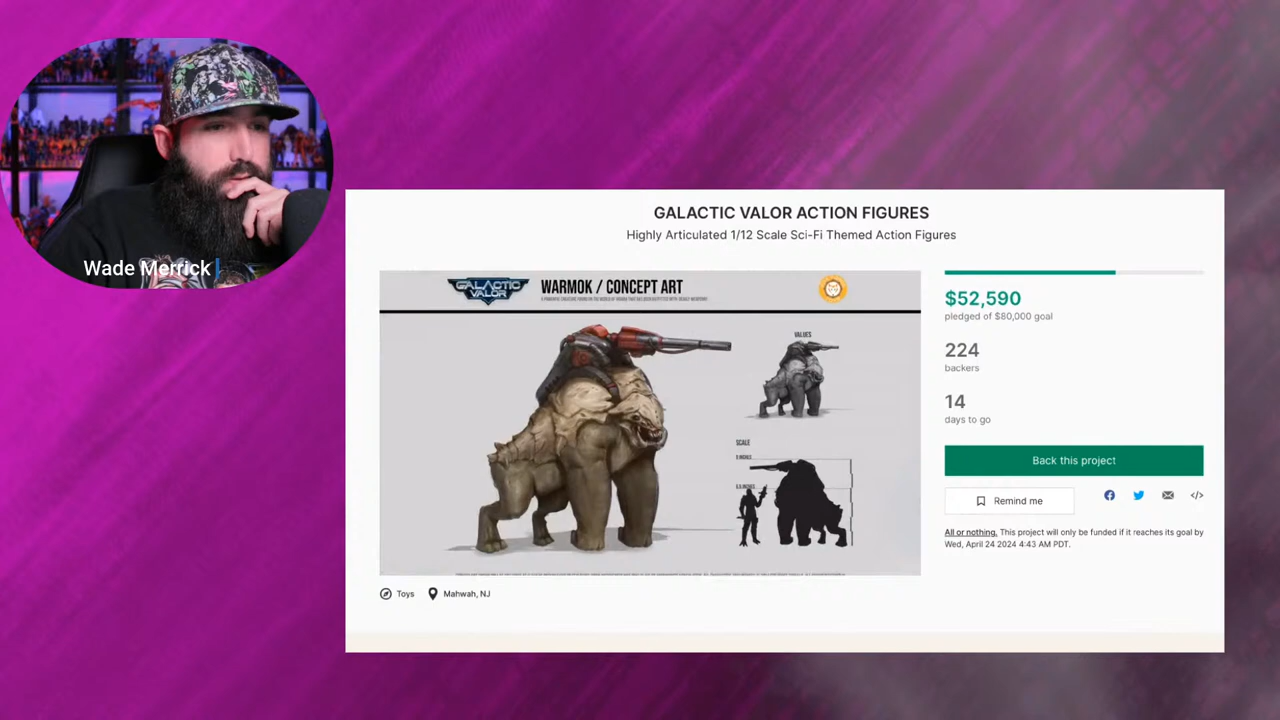 GALACTIC VALOR ACTION FIGURES
Highly Articulated 1/12 Scale Sci-Fi Themed Action Figures
GALACTIC
VALOR
WARMOK / CONCEPT ART
VALUES
SCALE
$52,590
pledged of $80,000 goal
224
backers
14
days to go
Back this project
Remind me
All or nothing. This project will only be funded if it reaches its goal by
Wed, April 24 2024 4:43 AM PDT.
Toys
Mahwah, NJ
Wade Merrick